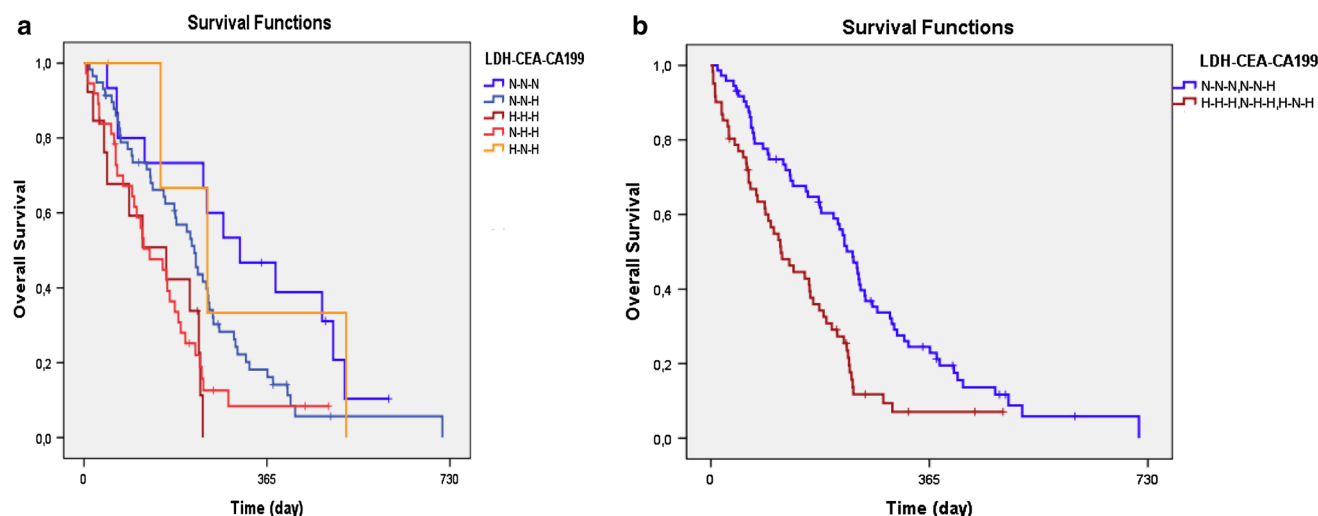 a
Survival Functions
LDH-CEA-CA199
N-N-N
N-N-H
H-H-H
N-H-H
H-N-H
1,0
0,8
0,6
0,4
0,2
0,0
Overall Survival
0
365
730
Time (day)
b
Survival Functions
LDH-CEA-CA199
N-N-N,N-N-H
H-H-H,N-H-H,H-N-H
1,0
0,8
0,6
0,4
0,2
0,0
Overall Survival
0
365
730
Time (day)